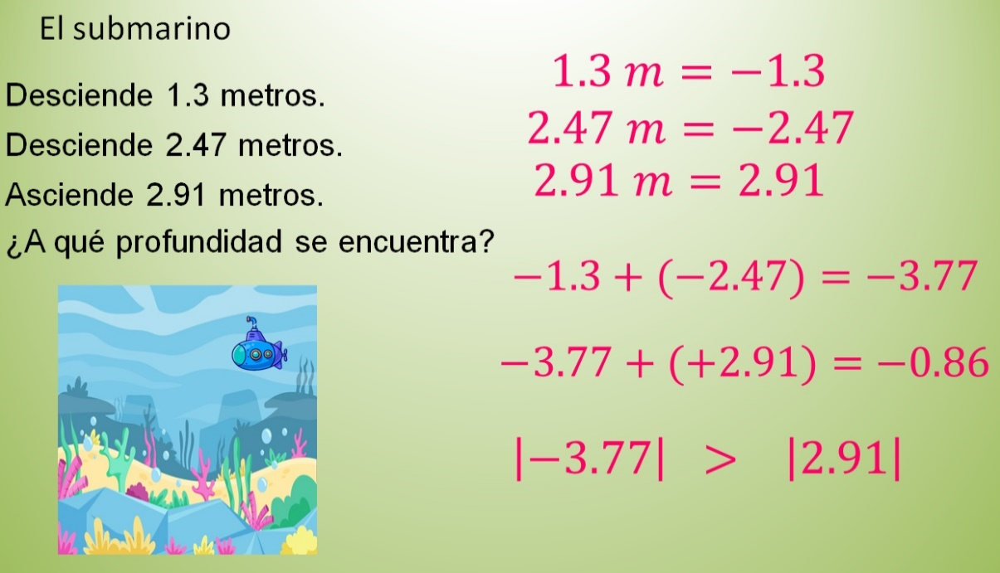 El submarino
Desciende 1.3 metros.
Desciende 2.47 metros.
Asciende 2.91 metros.
¿A qué profundidad se encuentra?
1.3 m = −1.3
2.47 m = −2.47
2.91 m = 2.91
−1.3 + (−2.47) = −3.77
−3.77 + (+2.91) = −0.86
|−3.77| > |2.91|